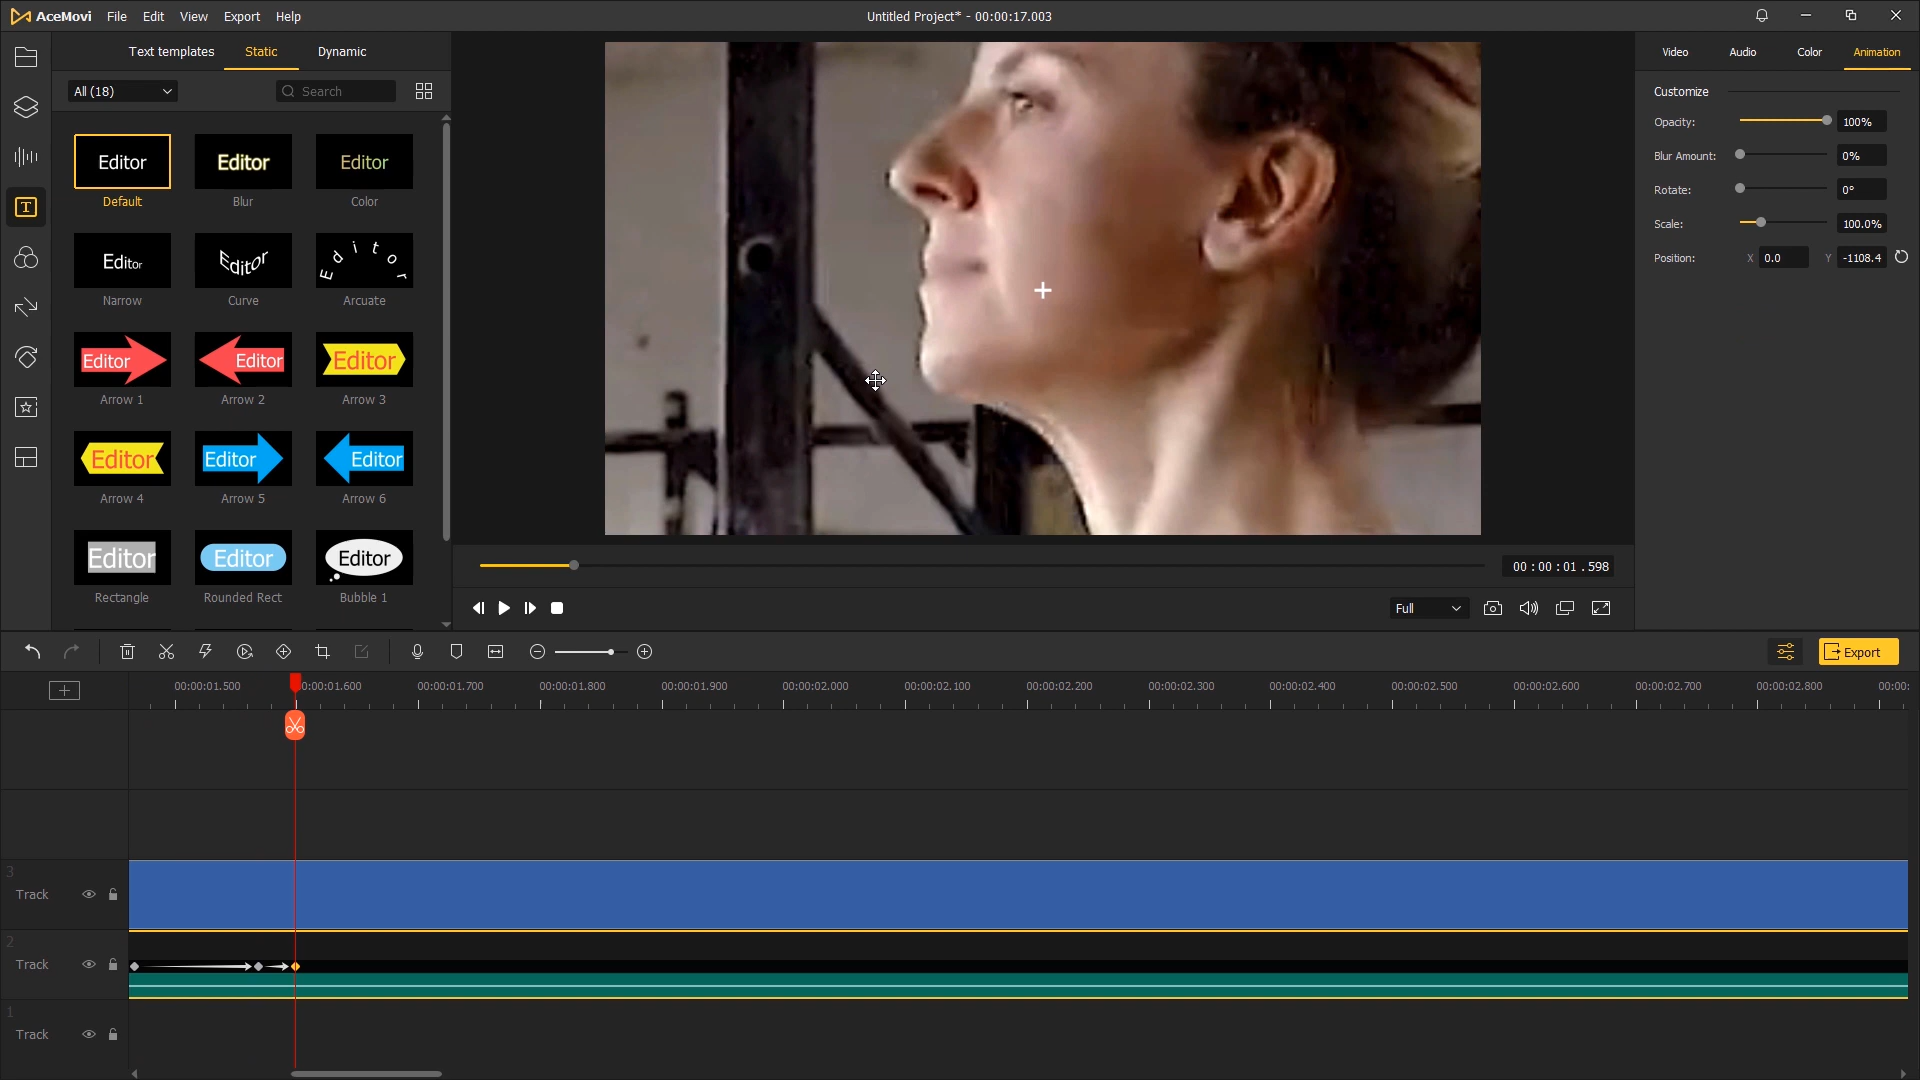 AceMovi File Edit View Export Help
Untitled Project* - 00:00:17.003
Text templates Static Dynamic
All (18) Search
Editor Editor Editor
Default Blur Color
Editor Editor Editor
Narrow Curve Arcuate
Editor Editor Editor
Arrow 1 Arrow 2 Arrow 3
Editor Editor Editor
Arrow 4 Arrow 5 Arrow 6
Editor Editor Editor
Rectangle Rounded Rect Bubble 1
Video Audio Color Animation
Customize
Opacity: 100%
Blur Amount: 0%
Rotate: 0°
Scale: 100.0%
Position: X 0.0 Y -1108.4
00:00:01.598
Full
Export
00:00:01.500 00:00:01.600 00:00:01.700 00:00:01.800 00:00:01.900 00:00:02.000 00:00:02.100 00:00:02.200 00:00:02.300 00:00:02.400 00:00:02.500 00:00:02.600 00:00:02.700 00:00:02.800 00:00:
3
Track
2
Track
1
Track